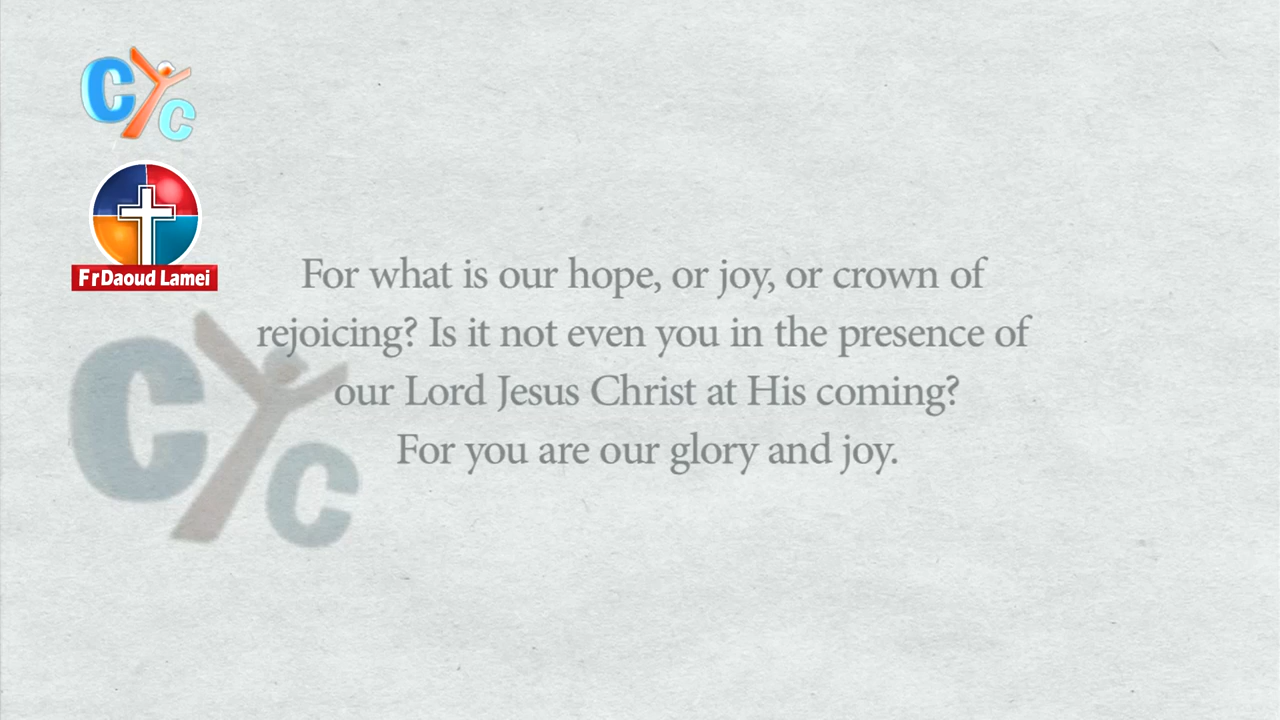 CYC
FrDaoud Lamei
For what is our hope, or joy, or crown of
rejoicing? Is it not even you in the presence of
our Lord Jesus Christ at His coming?
For you are our glory and joy.
CYC